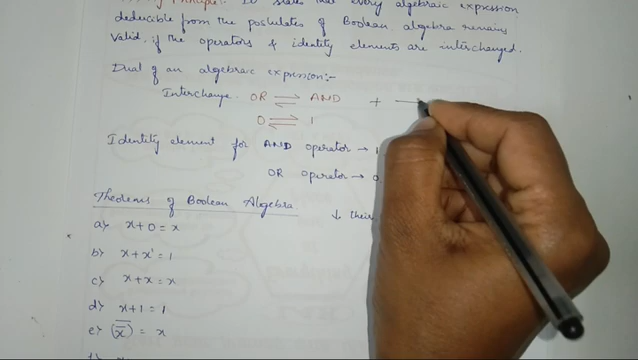 Principle:- It states that every algebraic expression
deducible from the postulates of Boolean algebra remains
valid, if the operators & identity elements are interchanged.
Dual of an algebraic expression:-
Interchange OR ⇌ AND +
0 ⇌ 1
Identity element for AND operator → 1
OR operator → 0
Theorems of Boolean Algebra ↓ their
a) x+0 = x
b) x+x' = 1
c) x+x = x
d) x+1 = 1
e) (x̿) = x